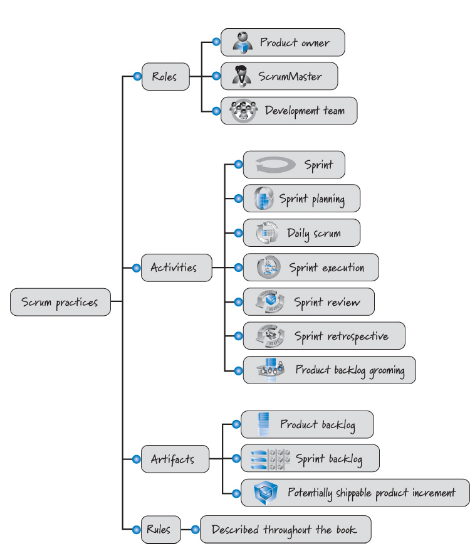 Product owner
Roles
ScrumMaster
Development team
Sprint
Sprint planning
Daily scrum
Activities
Sprint execution
Scrum practices
Sprint review
Sprint retrospective
Product backlog grooming
Product backlog
Artifacts
Sprint backlog
Potentially shippable product increment
Rules
Described throughout the book